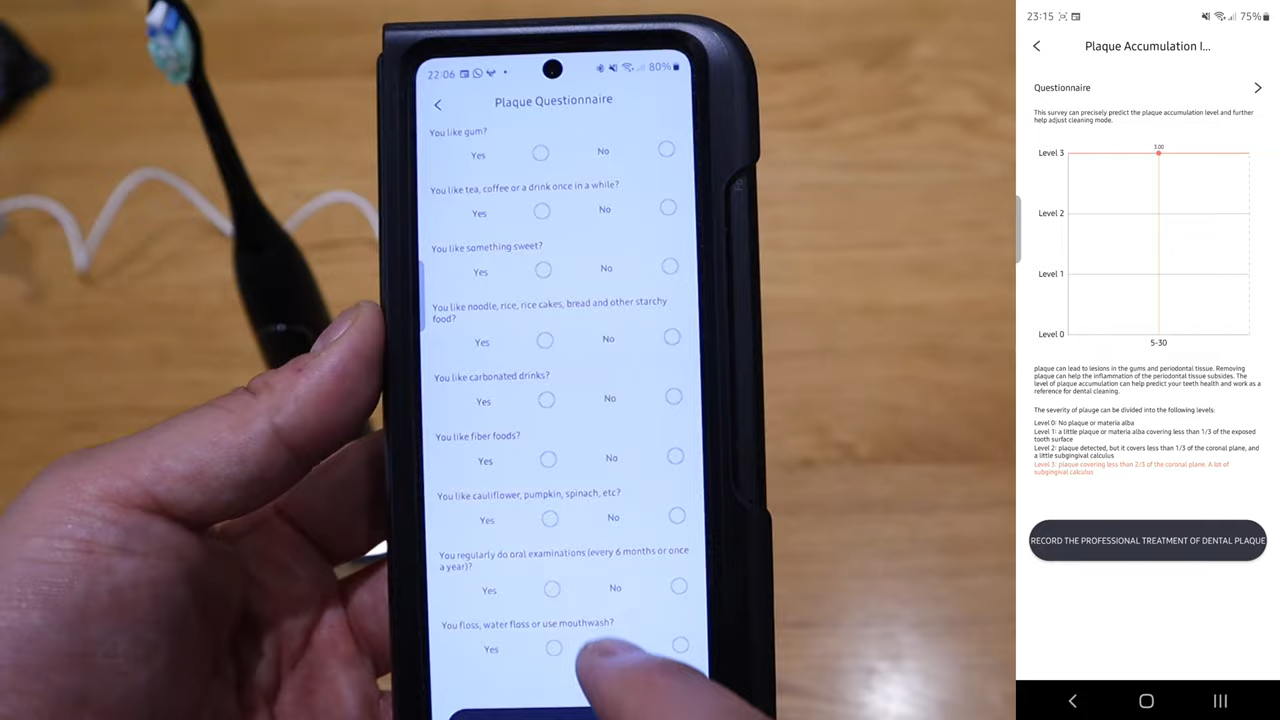 22:06
80%
Plaque Questionnaire
You like gum?
Yes No
You like tea, coffee or a drink once in a while?
Yes No
You like something sweet?
Yes No
You like noodle, rice, rice cakes, bread and other starchy
food?
Yes No
You like carbonated drinks?
Yes No
You like fiber foods?
Yes No
You like cauliflower, pumpkin, spinach, etc?
Yes No
You regularly do oral examinations (every 6 months or once
a year)?
Yes No
You floss, water floss or use mouthwash?
Yes
23:15
75%
Plaque Accumulation I...
Questionnaire
This survey can precisely predict the plaque accumulation level and further
help adjust cleaning mode.
3.00
Level 3
Level 2
Level 1
Level 0
5-30
plaque can lead to lesions in the gums and periodontal tissue. Removing
plaque can help the inflammation of the periodontal tissue subsides. The
level of plaque accumulation can help predict your teeth health and work as a
reference for dental cleaning.
The severity of plauge can be divided into the following levels:
Level 0: No plaque or materia alba
Level 1: a little plaque or materia alba covering less than 1/3 of the exposed
tooth surface
Level 2: plaque detected, but it covers less than 1/3 of the coronal plane, and
a little subgingival calculus
Level 3: plaque covering less than 2/3 of the coronal plane. A lot of
subgingival calculus
RECORD THE PROFESSIONAL TREATMENT OF DENTAL PLAQUE